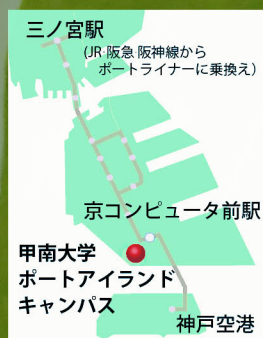 三ノ宮駅
(JR・阪急・阪神線から
ポートライナーに乗換え)
京コンピュータ前駅
甲南大学
ポートアイランド
キャンパス
神戸空港